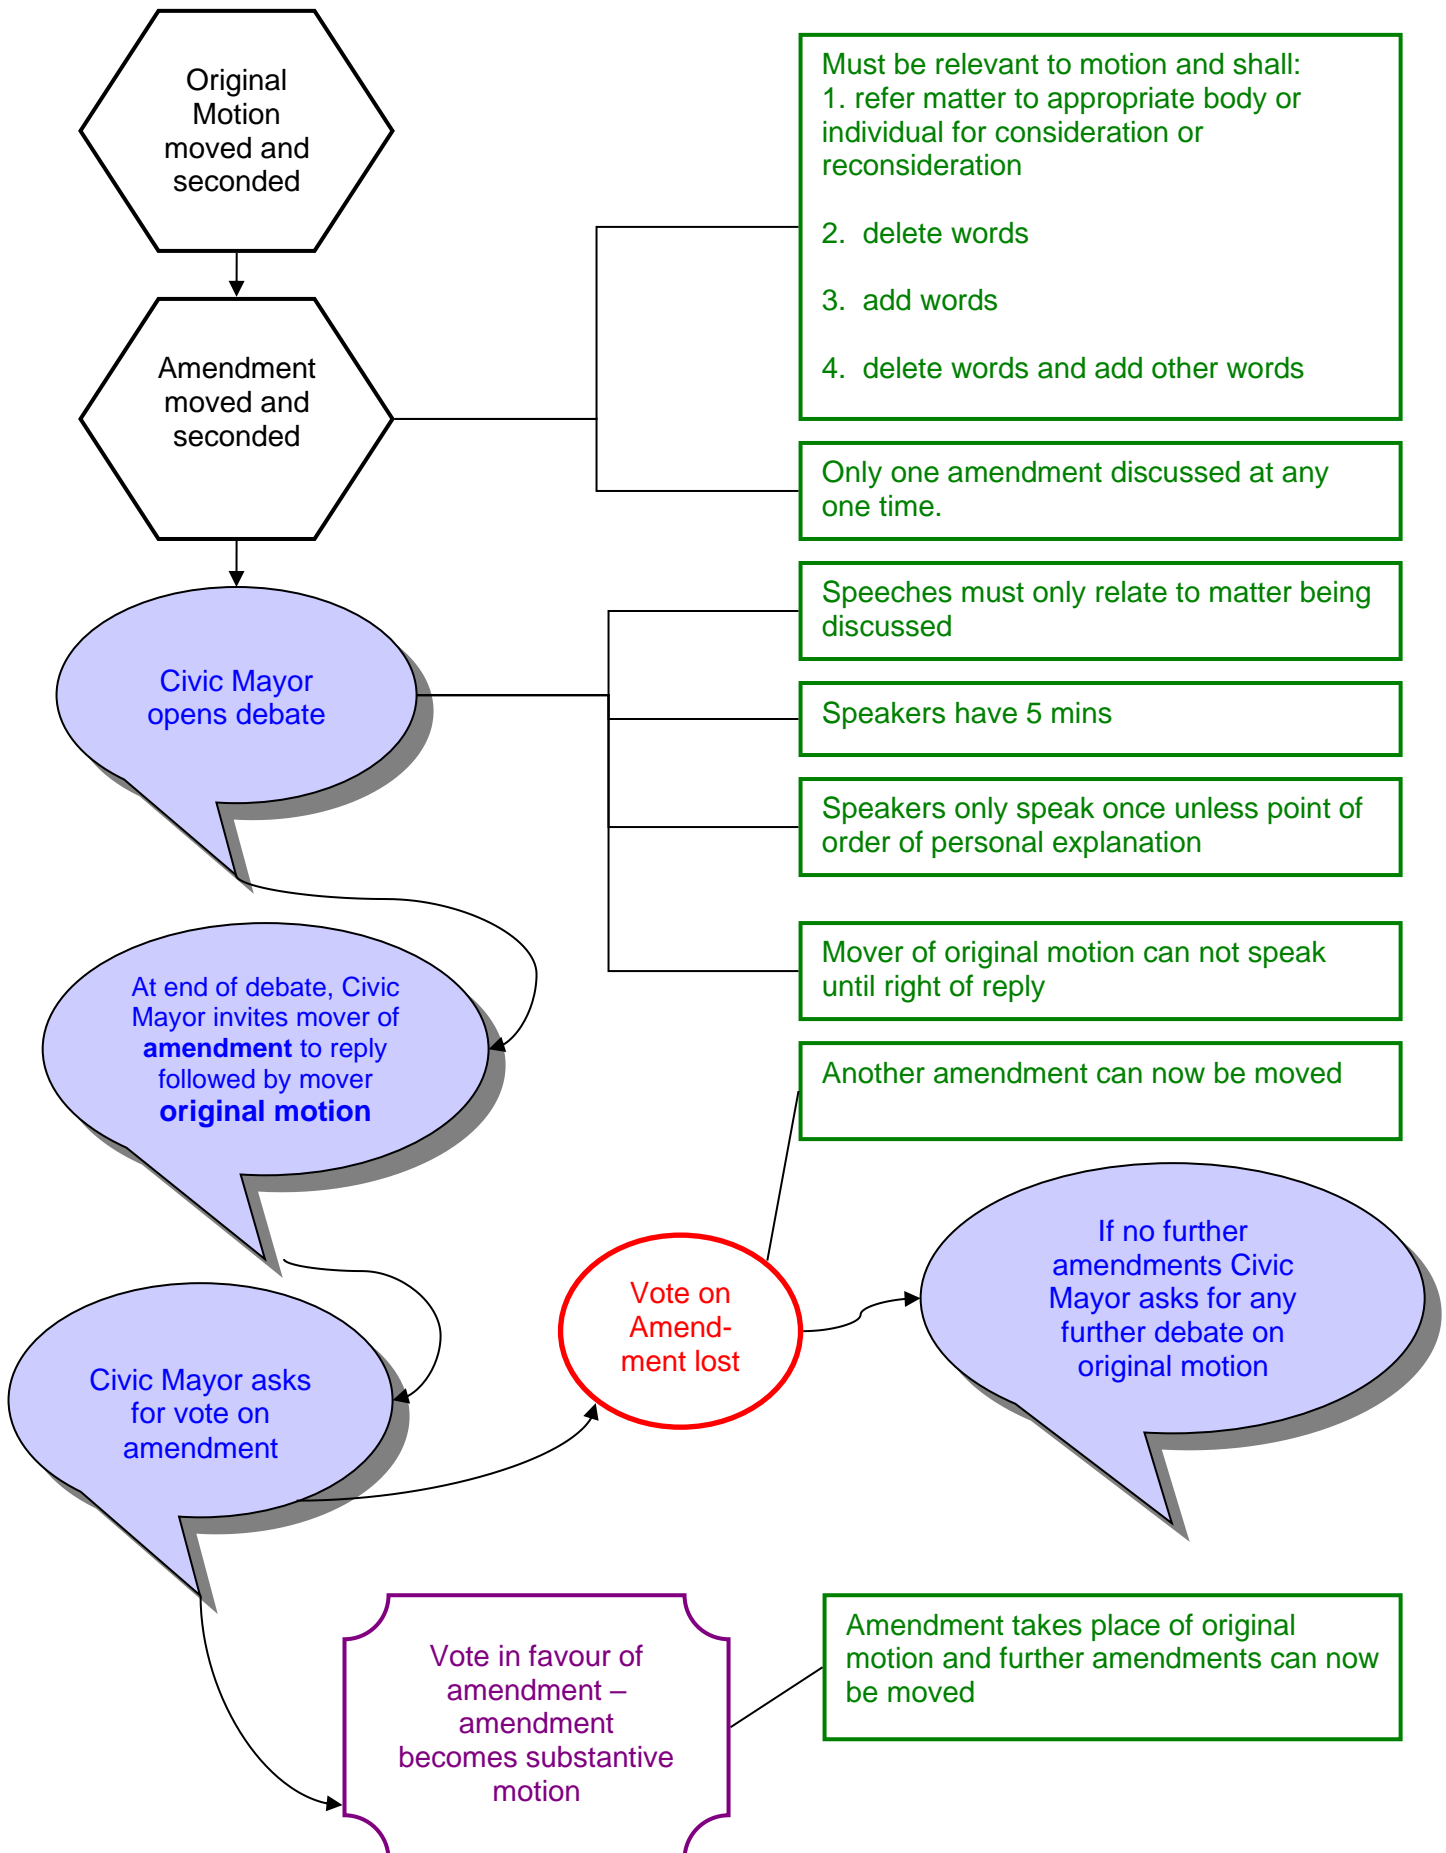 Original
Motion
moved and
seconded
Must be relevant to motion and shall:
1. refer matter to appropriate body or
individual for consideration or
reconsideration
2. delete words
3. add words
4. delete words and add other words
Amendment
moved and
seconded
Only one amendment discussed at any
one time.
Civic Mayor
opens debate
Speeches must only relate to matter being
discussed
Speakers have 5 mins
Speakers only speak once unless point of
order of personal explanation
Mover of original motion can not speak
until right of reply
At end of debate, Civic
Mayor invites mover of
amendment to reply
followed by mover
original motion
Another amendment can now be moved
Civic Mayor asks
for vote on
amendment
Vote on
Amend-
ment lost
If no further
amendments Civic
Mayor asks for any
further debate on
original motion
Vote in favour of
amendment –
amendment
becomes substantive
motion
Amendment takes place of original
motion and further amendments can now
be moved